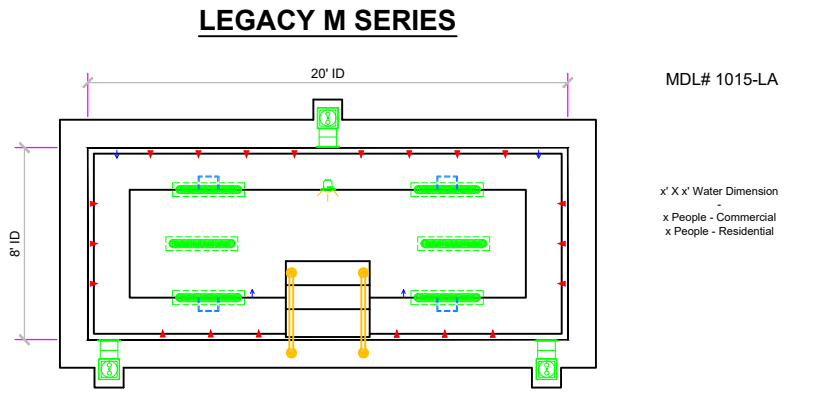 LEGACY M SERIES
20' ID
MDL# 1015-LA
8' ID
x' X x' Water Dimension
-
x People - Commercial
x People - Residential